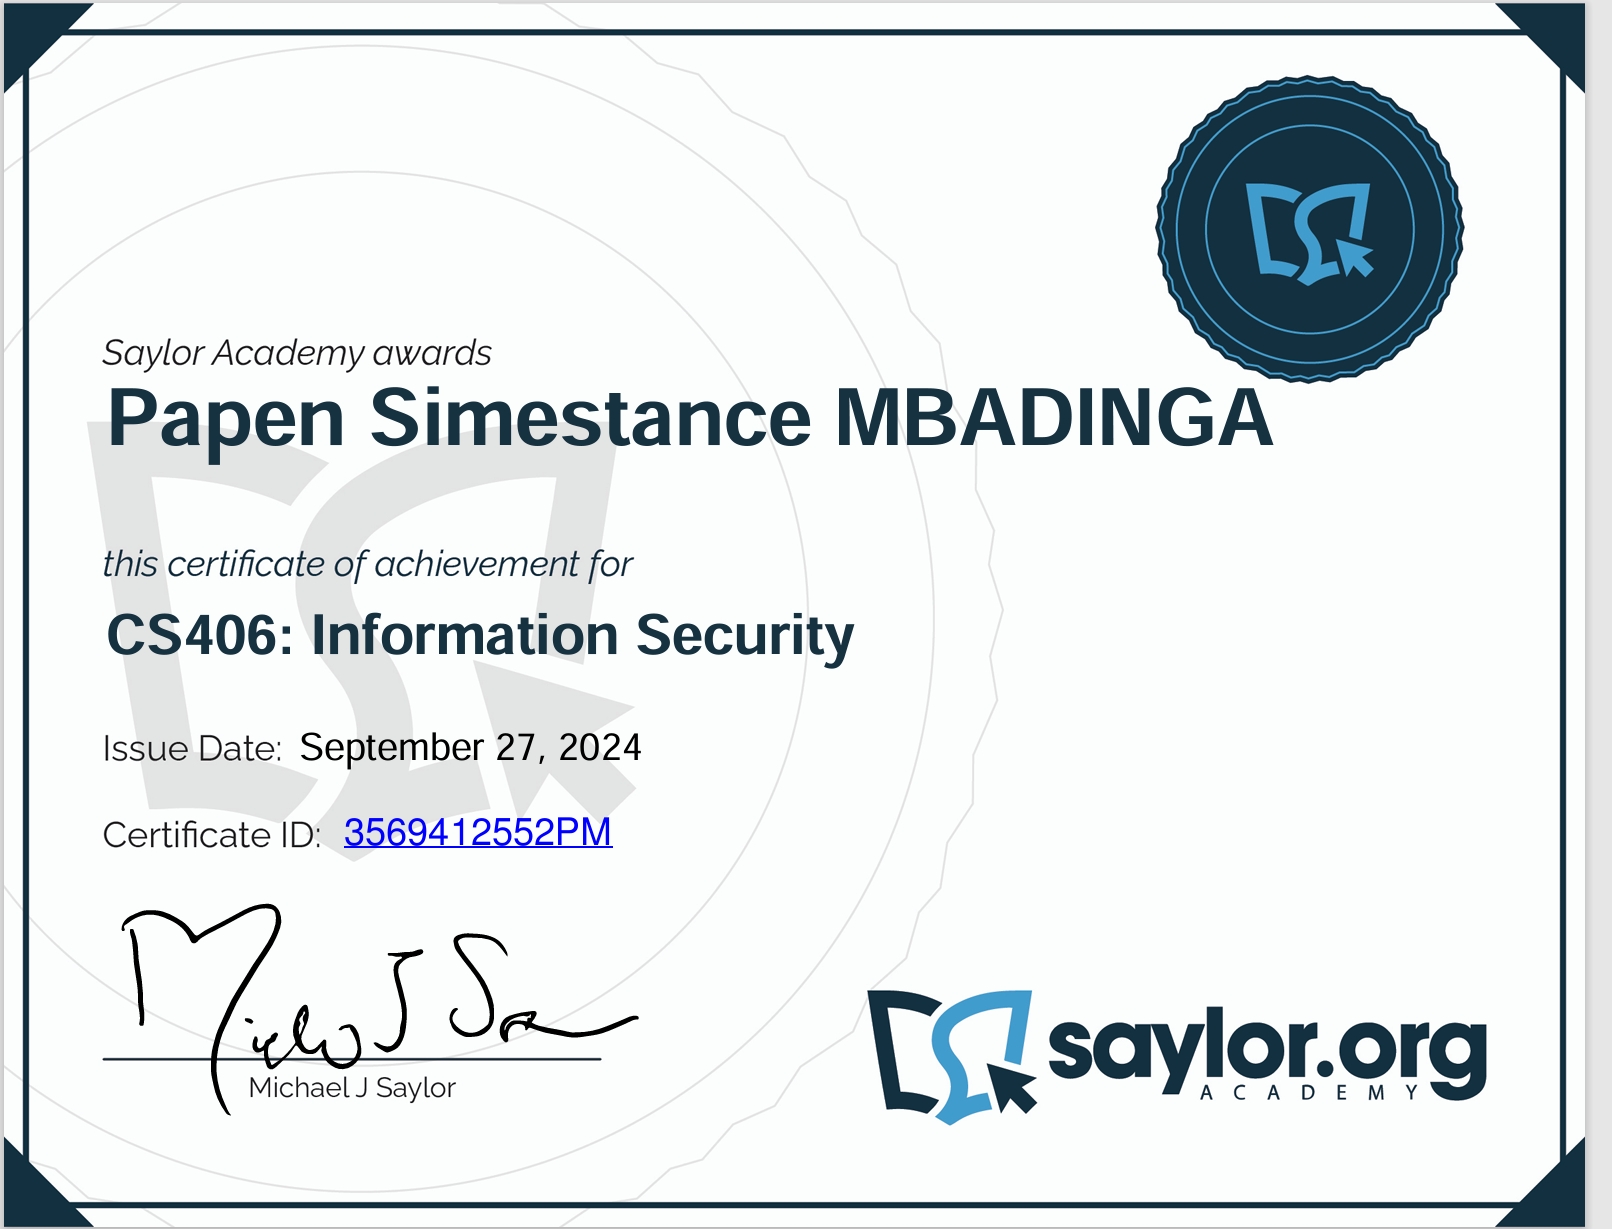 Saylor Academy awards
Papen Simestance MBADINGA
this certificate of achievement for
CS406: Information Security
Issue Date: September 27, 2024
Certificate ID: 3569412552PM
Michael J Saylor
saylor.org
ACADEMY